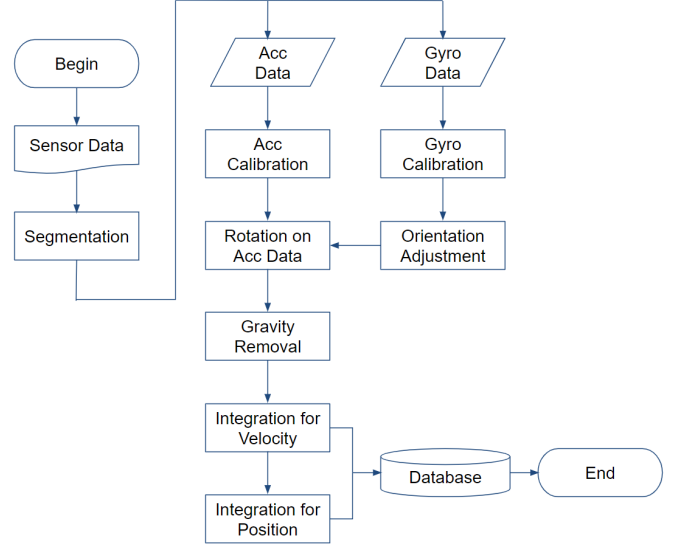 Begin
Sensor Data
Segmentation
Acc
Data
Gyro
Data
Acc
Calibration
Gyro
Calibration
Rotation on
Acc Data
Orientation
Adjustment
Gravity
Removal
Integration for
Velocity
Integration for
Position
Database
End